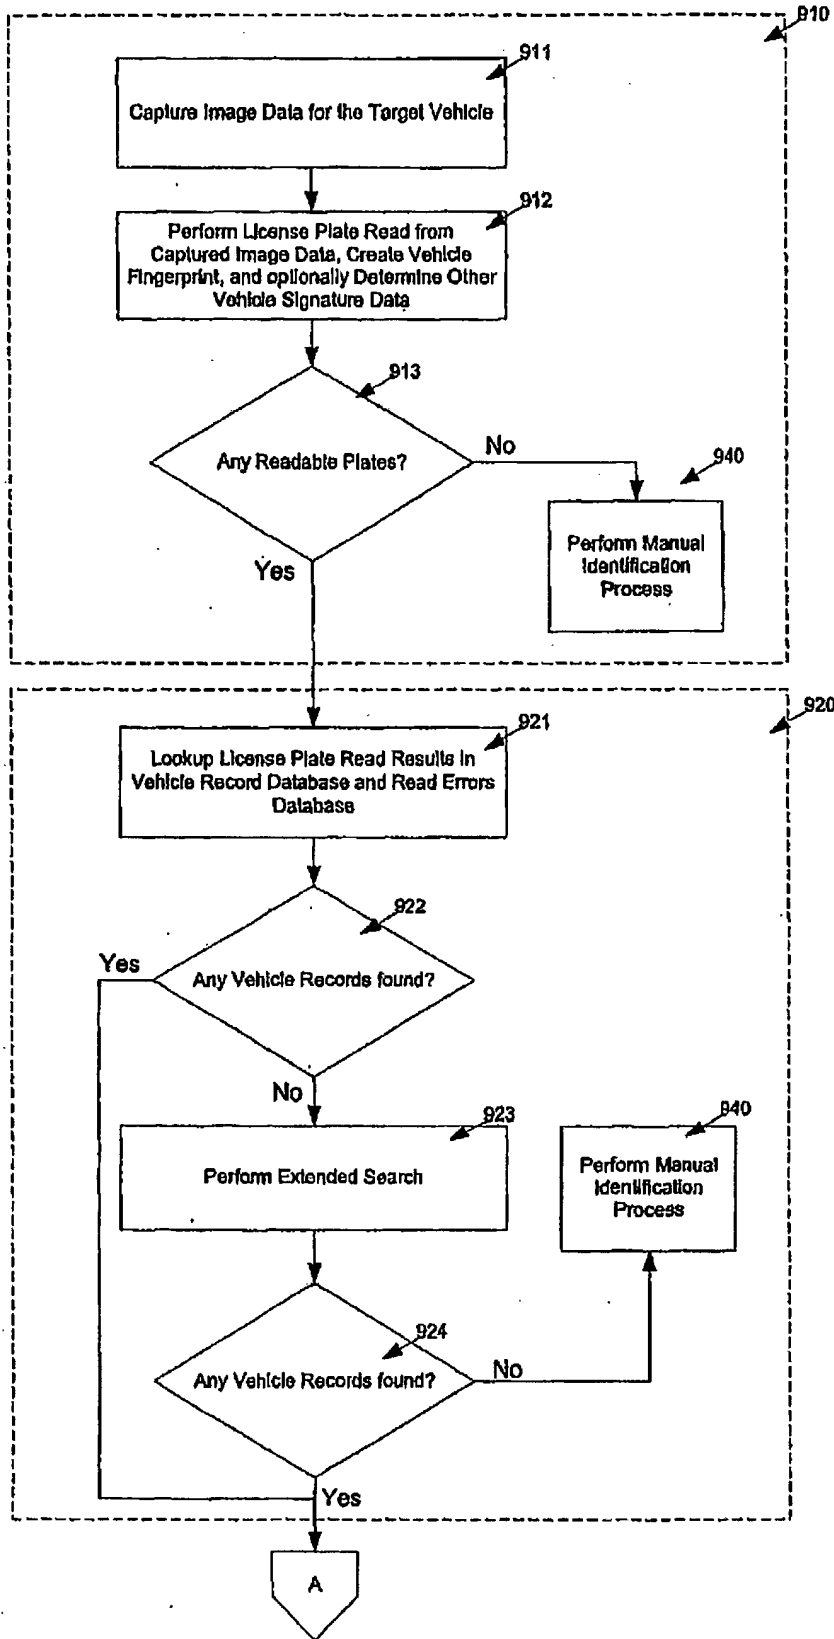 910
911
Capture Image Data for the Target Vehicle
912
Perform License Plate Read from
Captured Image Data, Create Vehicle
Fingerprint, and optionally Determine Other
Vehicle Signature Data
913
Any Readable Plates?
No
940
Perform Manual
Identification
Process
Yes
920
921
Lookup License Plate Read Results in
Vehicle Record Database and Read Errors
Database
922
Yes
Any Vehicle Records found?
No
923
Perform Extended Search
940
Perform Manual
Identification
Process
924
Any Vehicle Records found?
No
Yes
A